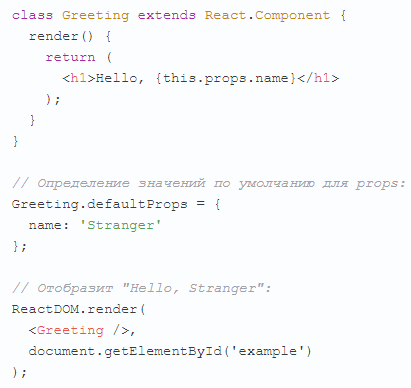 class Greeting extends React.Component {
  render() {
    return (
      <h1>Hello, {this.props.name}</h1>
    );
  }
}

// Определение значений по умолчанию для props:
Greeting.defaultProps = {
  name: 'Stranger'
};

// Отобразит "Hello, Stranger":
ReactDOM.render(
  <Greeting />,
  document.getElementById('example')
);